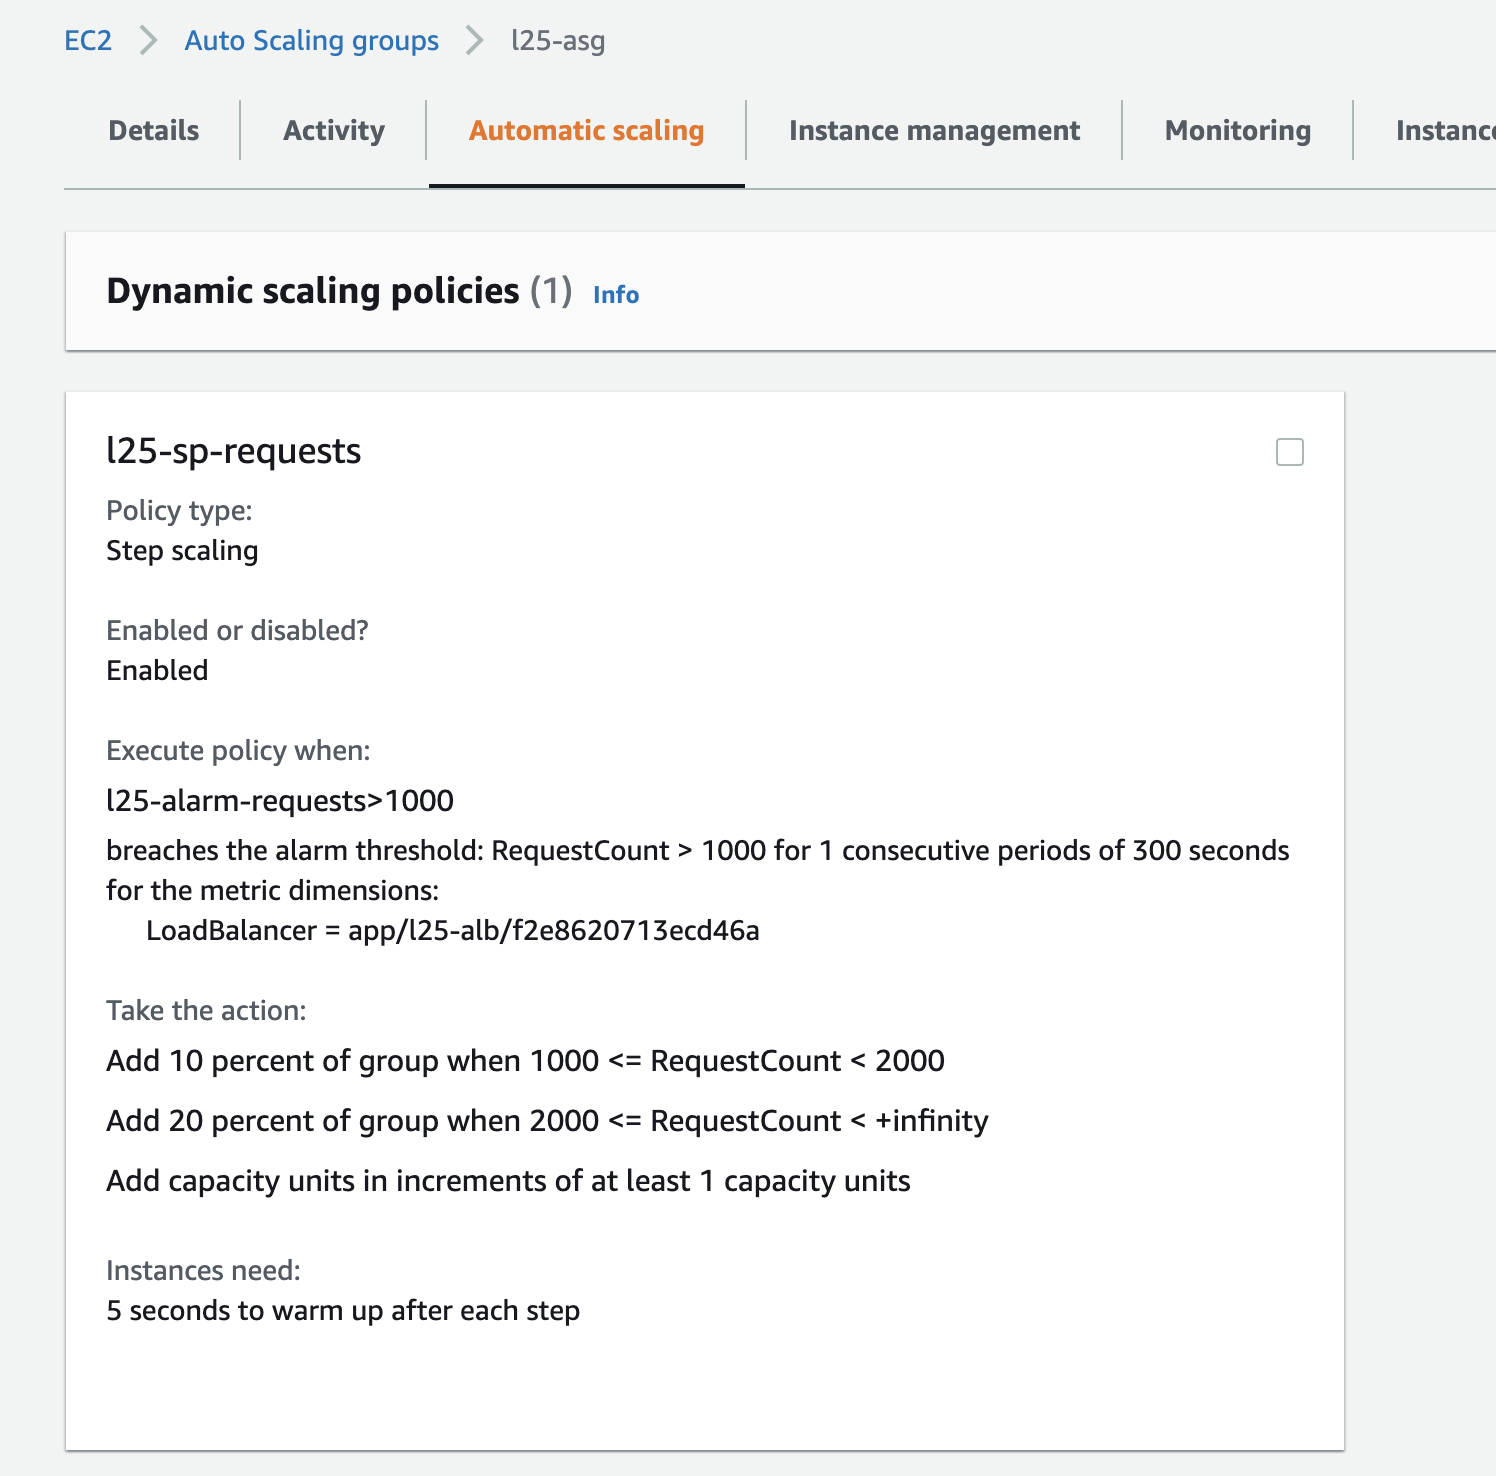 EC2 > Auto Scaling groups > l25-asg
Details Activity Automatic scaling Instance management Monitoring
Dynamic scaling policies (1) Info
l25-sp-requests
Policy type:
Step scaling
Enabled or disabled?
Enabled
Execute policy when:
l25-alarm-requests>1000
breaches the alarm threshold: RequestCount > 1000 for 1 consecutive periods of 300 seconds
for the metric dimensions:
LoadBalancer = app/l25-alb/f2e8620713ecd46a
Take the action:
Add 10 percent of group when 1000 <= RequestCount < 2000
Add 20 percent of group when 2000 <= RequestCount < +infinity
Add capacity units in increments of at least 1 capacity units
Instances need:
5 seconds to warm up after each step